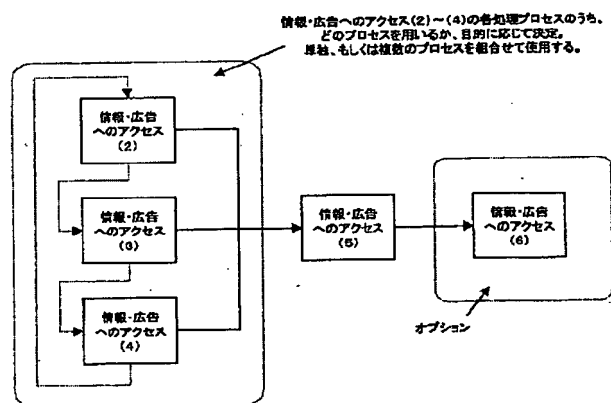 情報・広告へのアクセス(2)～(4)の各処理プロセスのうち、
どのプロセスを用いるか、目的に応じて決定。
単独、もしくは複数のプロセスを組合せて使用する。
情報・広告
へのアクセス
(2)
情報・広告
へのアクセス
(3)
情報・広告
へのアクセス
(4)
情報・広告
へのアクセス
(5)
情報・広告
へのアクセス
(6)
オプション